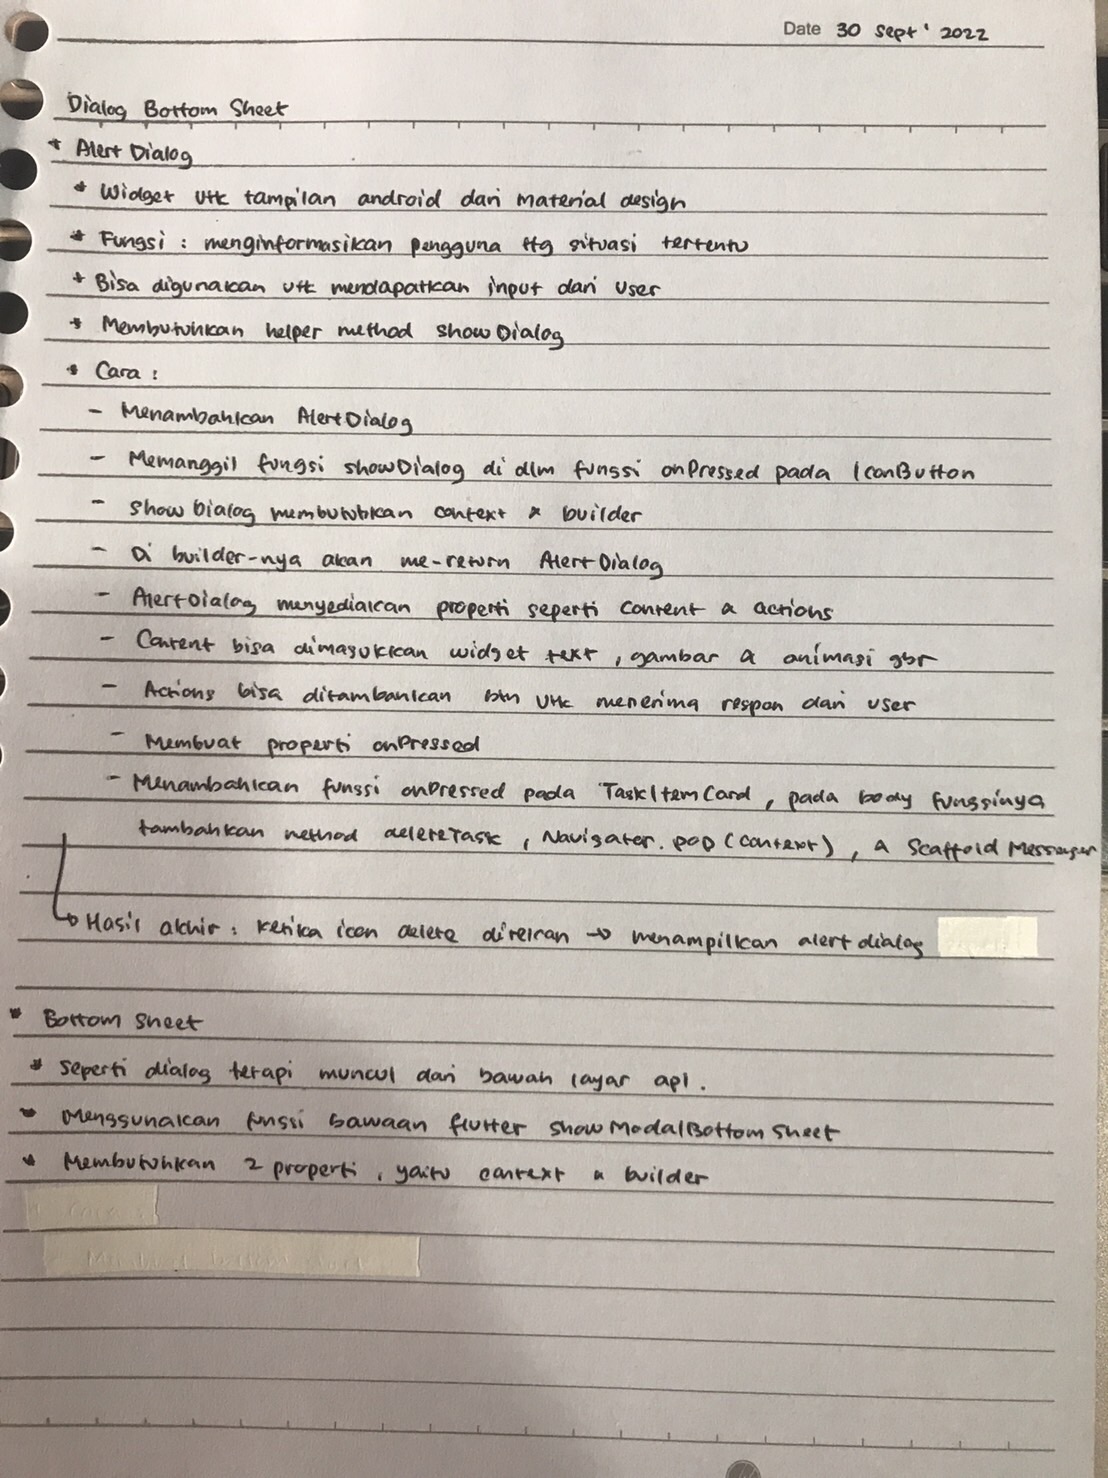 Date 30 Sept ' 2022
Dialog Bottom Sheet
* Alert Dialog
* Widget utk tampilan android dari material design
* Fungsi : menginformasikan pengguna ttg situasi tertentu
* Bisa digunakan utk mendapatkan input dari user
* Membutuhkan helper method showDialog
* Cara :
- Menambahkan AlertDialog
- Memanggil fungsi showDialog di dlm fungsi onPressed pada IconButton
- Show Dialog membutuhkan context & builder
- Di builder-nya akan me-return AlertDialog
- AlertDialog menyediakan properti seperti content & actions
- Content bisa dimasukkan widget text , gambar & animasi gbr
- Actions bisa ditambahkan btn utk menerima respon dari user
- Membuat properti onPressed
- Menambahkan fungsi onPressed pada TaskItemCard , pada body fungsinya
tambahkan method deleteTask , Navigator. pop (context) , & Scaffold Messenger
↳ Hasil akhir : ketika icon delete ditekan → menampilkan alert dialog
* Bottom Sheet
* Seperti dialog tetapi muncul dari bawah layar apl .
* Menggunakan fungsi bawaan flutter showModalBottomSheet
* Membutuhkan 2 properti , yaitu context & builder